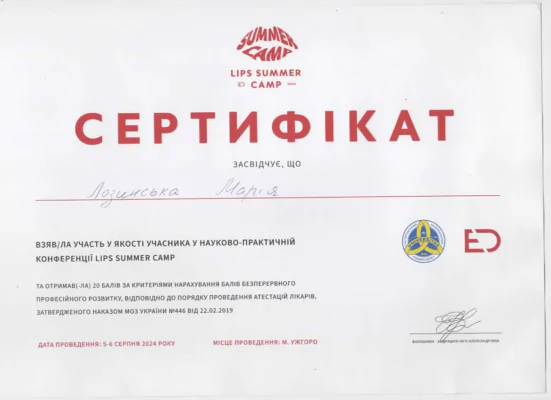 SUMMER
CAMP
LIPS SUMMER
CAMP
СЕРТИФІКАТ
ЗАСВІДЧУЄ, ЩО
Лозинська Марія
ВЗЯВ/ЛА УЧАСТЬ У ЯКОСТІ УЧАСНИКА У НАУКОВО-ПРАКТИЧНІЙ
КОНФЕРЕНЦІЇ LIPS SUMMER CAMP
ТА ОТРИМАВ(-ЛА) 20 БАЛІВ ЗА КРИТЕРІЯМИ НАРАХУВАННЯ БАЛІВ БЕЗПЕРЕРВНОГО
ПРОФЕСІЙНОГО РОЗВИТКУ, ВІДПОВІДНО ДО ПОРЯДКУ ПРОВЕДЕННЯ АТЕСТАЦІЙ ЛІКАРІВ,
ЗАТВЕРДЖЕНОГО НАКАЗОМ МОЗ УКРАЇНИ №446 ВІД 22.02.2019
ДАТА ПРОВЕДЕННЯ: 5-6 СЕРПНЯ 2024 РОКУ МІСЦЕ ПРОВЕДЕННЯ: М. УЖГОРО